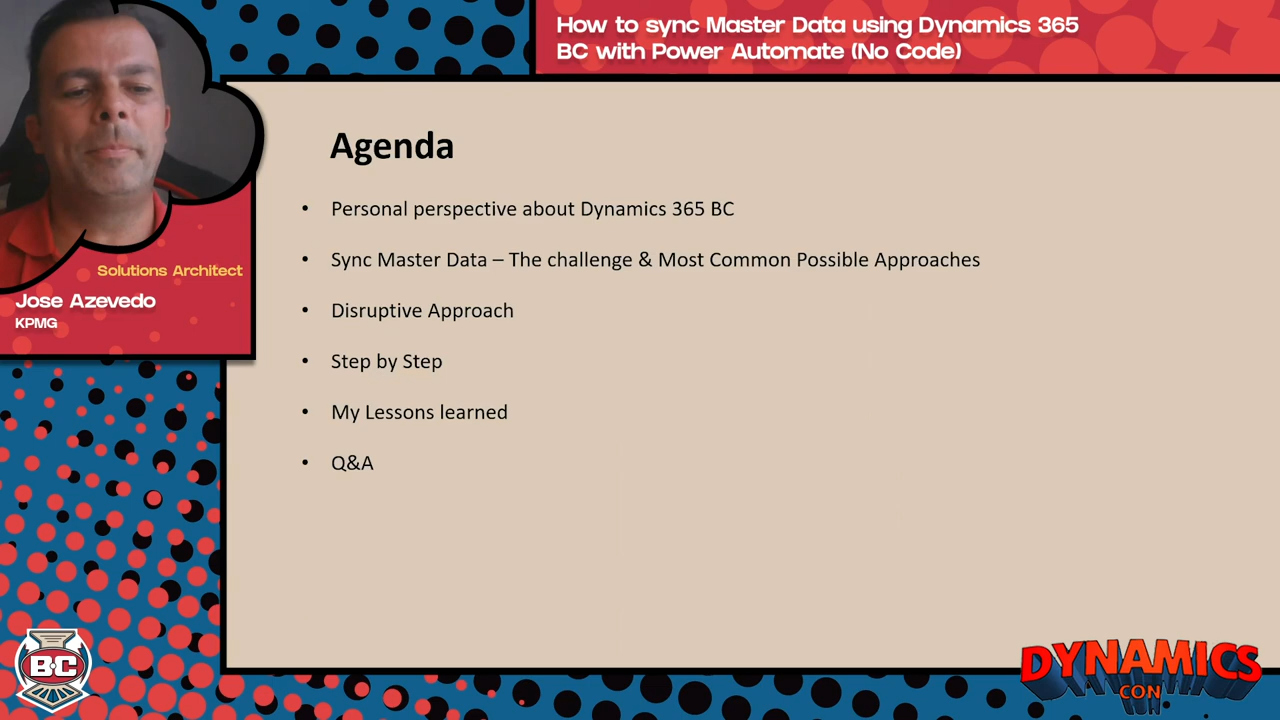 How to sync Master Data using Dynamics 365
BC with Power Automate (No Code)
Solutions Architect
Jose Azevedo
KPMG
Agenda
• Personal perspective about Dynamics 365 BC
• Sync Master Data – The challenge & Most Common Possible Approaches
• Disruptive Approach
• Step by Step
• My Lessons learned
• Q&A
BC
DYNAMICS
CON